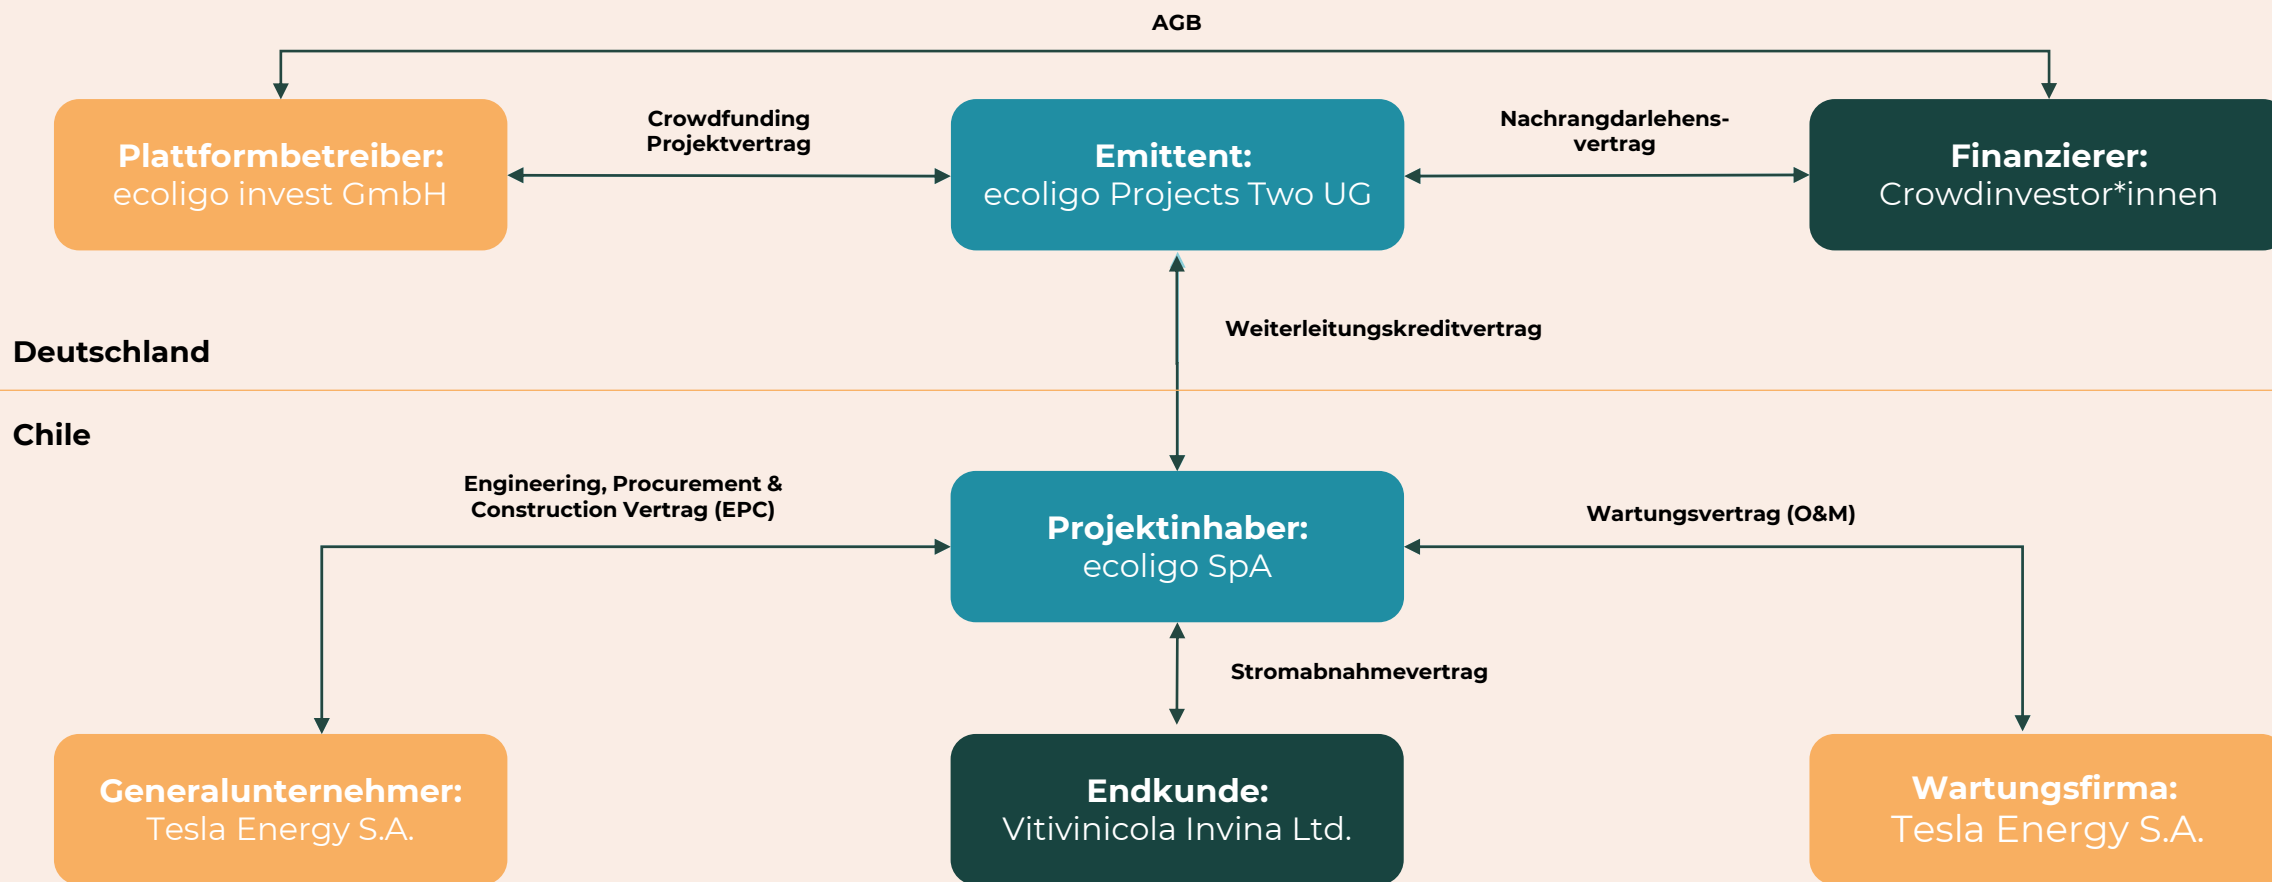 AGB
Crowdfunding
Projektvertrag
Nachrangdarlehens-
vertrag
Plattformbetreiber:
ecoligo invest GmbH
Emittent:
ecoligo Projects Two UG
Finanzierer:
Crowdinvestor*innen
Weiterleitungskreditvertrag
Deutschland
Chile
Engineering, Procurement &
Construction Vertrag (EPC)
Projektinhaber:
ecoligo SpA
Wartungsvertrag (O&M)
Stromabnahmevertrag
Generalunternehmer:
Tesla Energy S.A.
Endkunde:
Vitivinicola Invina Ltd.
Wartungsfirma:
Tesla Energy S.A.